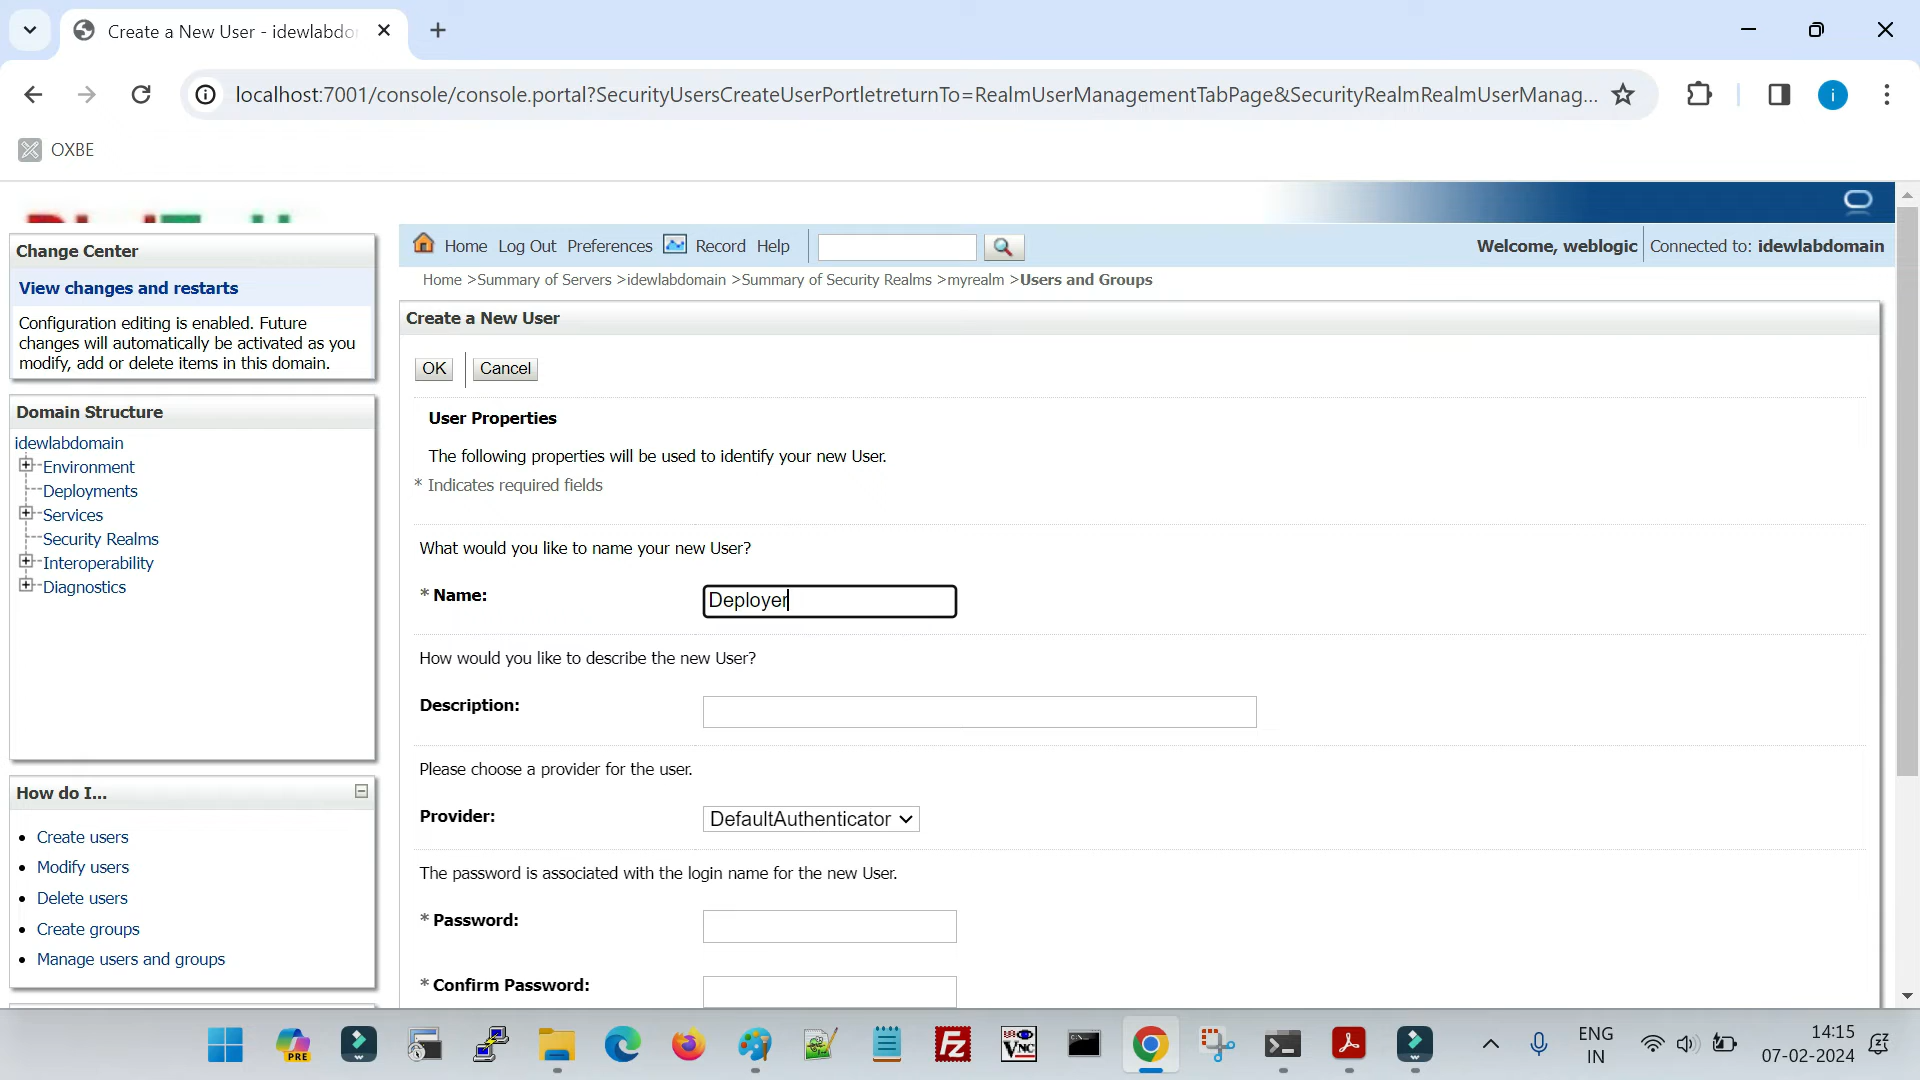 Create a New User - idewlabdo
localhost:7001/console/console.portal?SecurityUsersCreateUserPortletreturnTo=RealmUserManagementTabPage&SecurityRealmRealmUserManag...
i
OXBE
Change Center
View changes and restarts
Configuration editing is enabled. Future
changes will automatically be activated as you
modify, add or delete items in this domain.
Domain Structure
idewlabdomain
Environment
Deployments
Services
Security Realms
Interoperability
Diagnostics
How do I...
Create users
Modify users
Delete users
Create groups
Manage users and groups
Home Log Out Preferences Record Help
Welcome, weblogic Connected to: idewlabdomain
Home >Summary of Servers >idewlabdomain >Summary of Security Realms >myrealm >Users and Groups
Create a New User
OK Cancel
User Properties
The following properties will be used to identify your new User.
* Indicates required fields
What would you like to name your new User?
* Name: Deployer
How would you like to describe the new User?
Description:
Please choose a provider for the user.
Provider: DefaultAuthenticator
The password is associated with the login name for the new User.
* Password:
* Confirm Password:
PRE
ENG
IN
14:15
07-02-2024